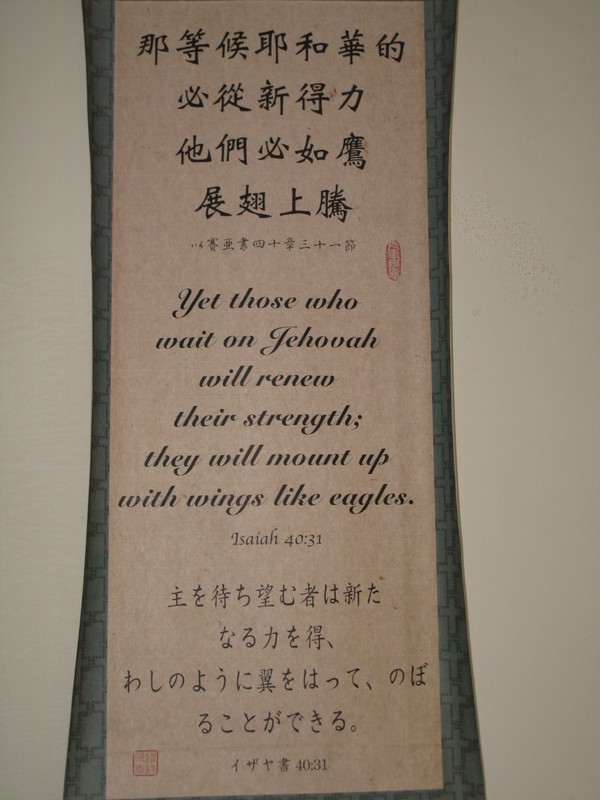 那等候耶和華的
必從新得力
他們必如鷹
展翅上騰
以賽亜書四十章三十一節
Yet those who
wait on Jehovah
will renew
their strength;
they will mount up
with wings like eagles.
Isaiah 40:31
主を待ち望む者は新た
なる力を得、
わしのように翼をはって、のぼ
ることができる。
イザヤ書 40:31